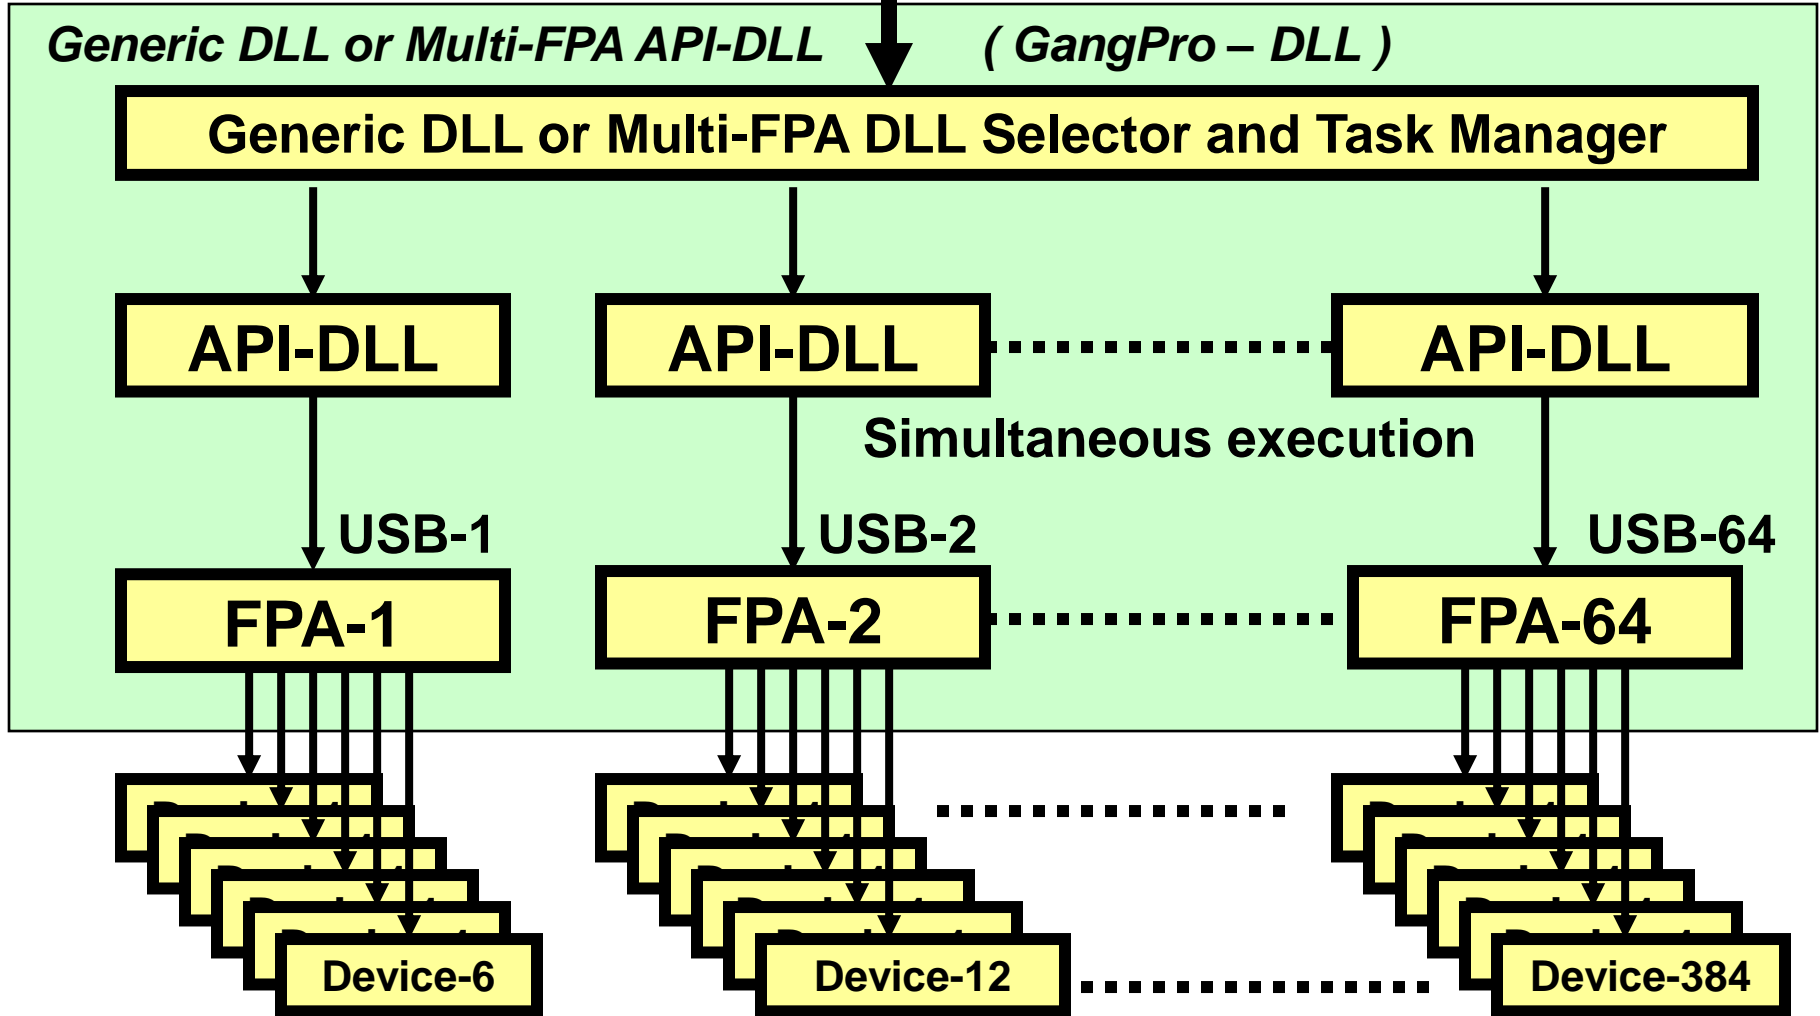 Generic DLL or Multi-FPA API-DLL ( GangPro – DLL )
Generic DLL or Multi-FPA DLL Selector and Task Manager
API-DLL API-DLL API-DLL
Simultaneous execution
USB-1 USB-2 USB-64
FPA-1 FPA-2 FPA-64
Device-6 Device-12 Device-384